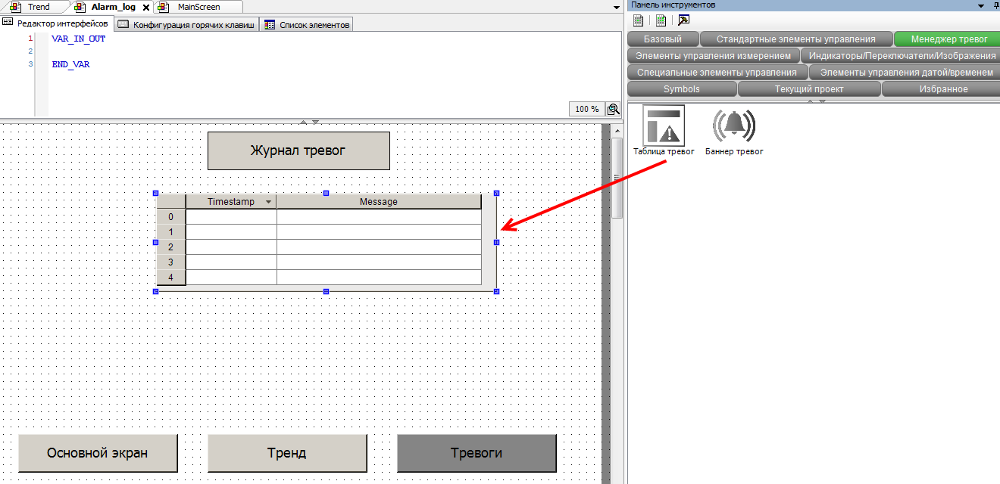 Trend Alarm_log MainScreen
Редактор интерфейсов Конфигурация горячих клавиш Список элементов
1 VAR_IN_OUT
2
3 END_VAR
100 %
Журнал тревог
Timestamp Message
0
1
2
3
4
Основной экран Тренд Тревоги
Панель инструментов
Базовый Стандартные элементы управления Менеджер тревог
Элементы управления измерением Индикаторы/Переключатели/Изображения
Специальные элементы управления Элементы управления датой/временем
Symbols Текущий проект Избранное
Таблица тревог Баннер тревог